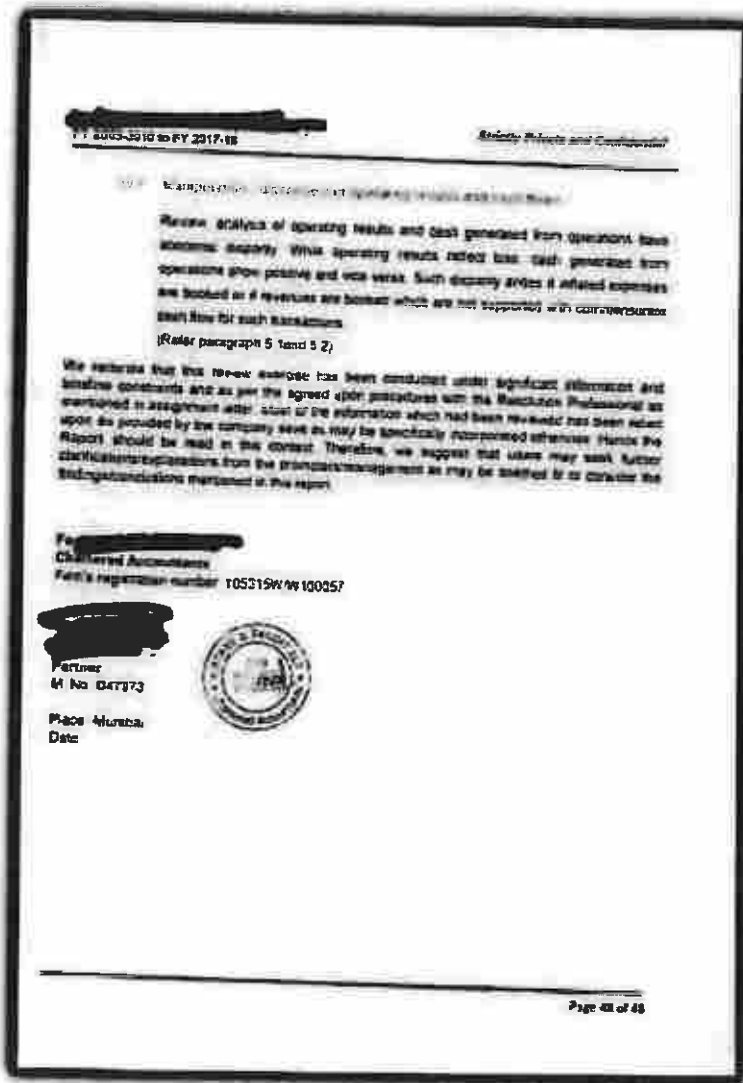 to FY 2017-18 Strictly Private and Confidential
operating results and cash flows
Review analysis of operating results and cash generated from operations have
disparity. While operating results reflect loss, cash generated from
operations show positive and vice versa. Such disparity arises if inflated expenses
are booked or if revenues are booked which are not supported with commensurate
cash flow for such transactions
(Refer paragraph 5.1 and 5.2)
We reiterate that this review exercise has been conducted under significant information and
timeline constraints and as per the agreed upon procedures with the Resolution Professional as
mentioned in assignment letter, most of the information which had been reviewed has been relied
upon as provided by the company save as may be specifically incorporated otherwise. Hence the
Report should be read in this context. Therefore, we suggest that users may seek further
clarifications/explanations from the promoters/management as may be deemed fit to consider the
findings/conclusions mentioned in this report
Chartered Accountants
Firm's registration number
Partner
M No
Place Mumbai
Date
Page of 48